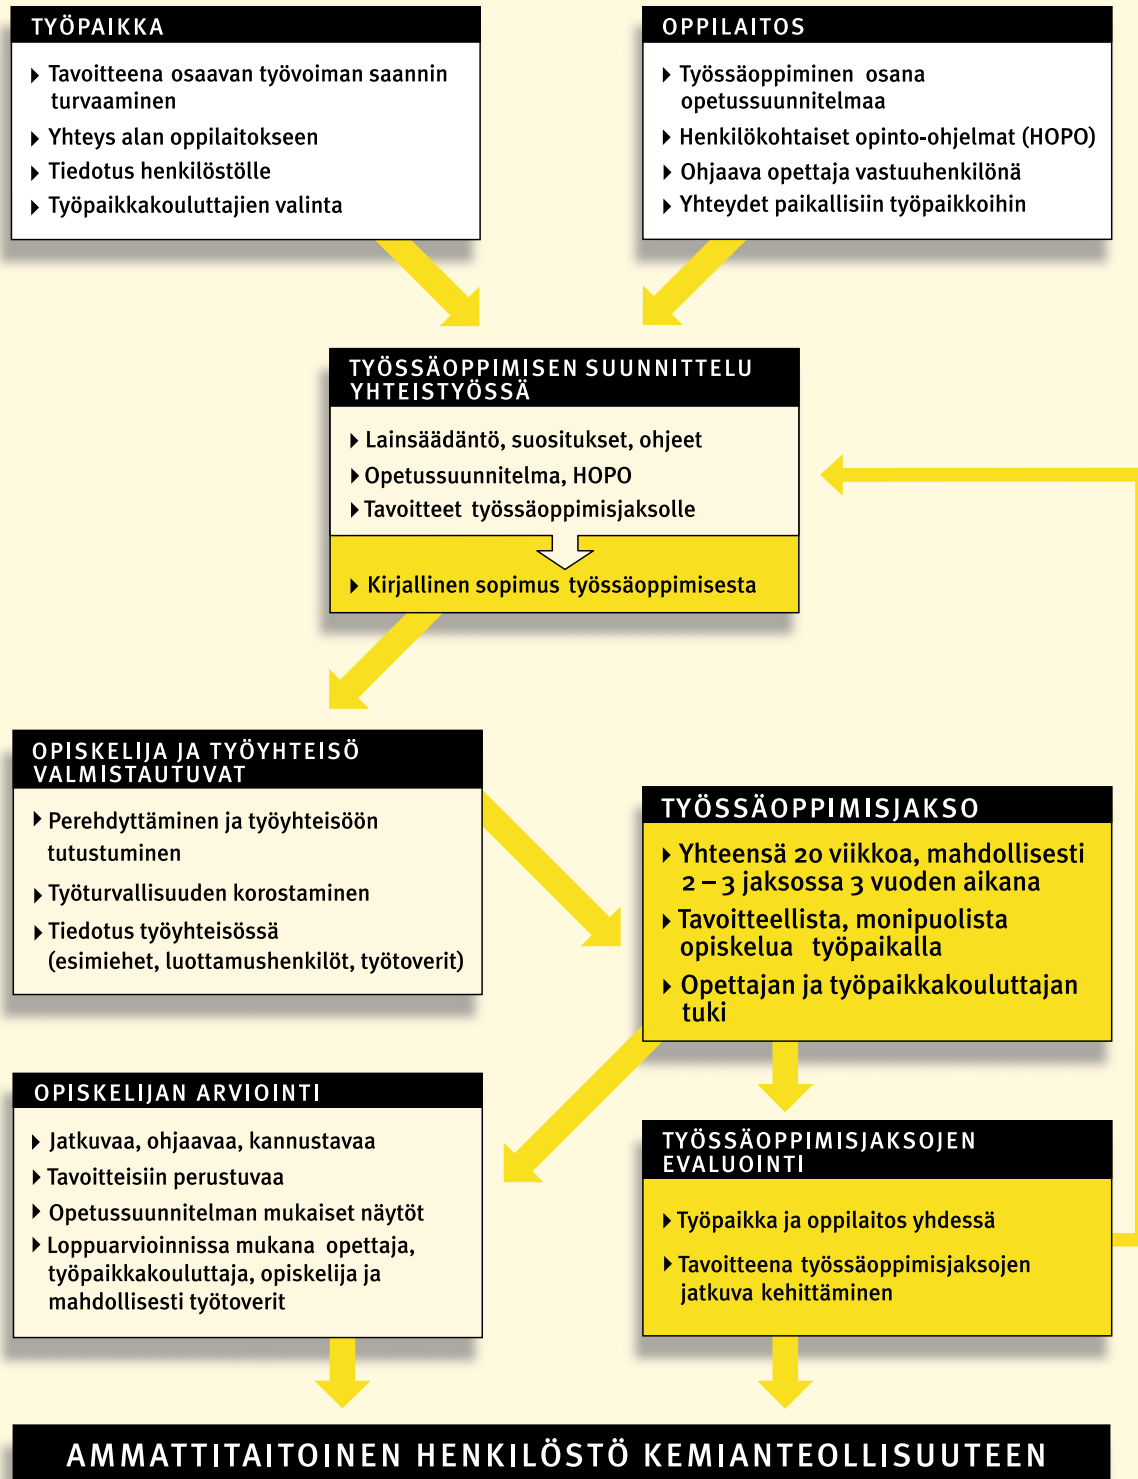 TYÖPAIKKA
Tavoitteena osaavan työvoiman saannin
turvaaminen
Yhteys alan oppilaitokseen
Tiedotus henkilöstölle
Työpaikkakouluttajien valinta
OPPILAITOS
Työssäoppiminen osana
opetussuunnitelmaa
Henkilökohtaiset opinto-ohjelmat (HOPO)
Ohjaava opettaja vastuuhenkilönä
Yhteydet paikallisiin työpaikkoihin
TYÖSSÄOPPIMISEN SUUNNITTELU
YHTEISTYÖSSÄ
Lainsäädäntö, suositukset, ohjeet
Opetussuunnitelma, HOPO
Tavoitteet työssäoppimisjaksolle
Kirjallinen sopimus työssäoppimisesta
OPISKELIJA JA TYÖYHTEISÖ
VALMISTAUTUVAT
Perehdyttäminen ja työyhteisöön
tutustuminen
Työturvallisuuden korostaminen
Tiedotus työyhteisössä
(esimiehet, luottamushenkilöt, työtoverit)
TYÖSSÄOPPIMISJAKSO
Yhteensä 20 viikkoa, mahdollisesti
2 – 3 jaksossa 3 vuoden aikana
Tavoitteellista, monipuolista
opiskelua työpaikalla
Opettajan ja työpaikkakouluttajan
tuki
OPISKELIJAN ARVIOINTI
Jatkuvaa, ohjaavaa, kannustavaa
Tavoitteisiin perustuvaa
Opetussuunnitelman mukaiset näytöt
Loppuarvioinnissa mukana opettaja,
työpaikkakouluttaja, opiskelija ja
mahdollisesti työtoverit
TYÖSSÄOPPIMISJAKSOJEN
EVALUOINTI
Työpaikka ja oppilaitos yhdessä
Tavoitteena työssäoppimisjaksojen
jatkuva kehittäminen
AMMATTITAITOINEN HENKILÖSTÖ KEMIANTEOLLISUUTEEN